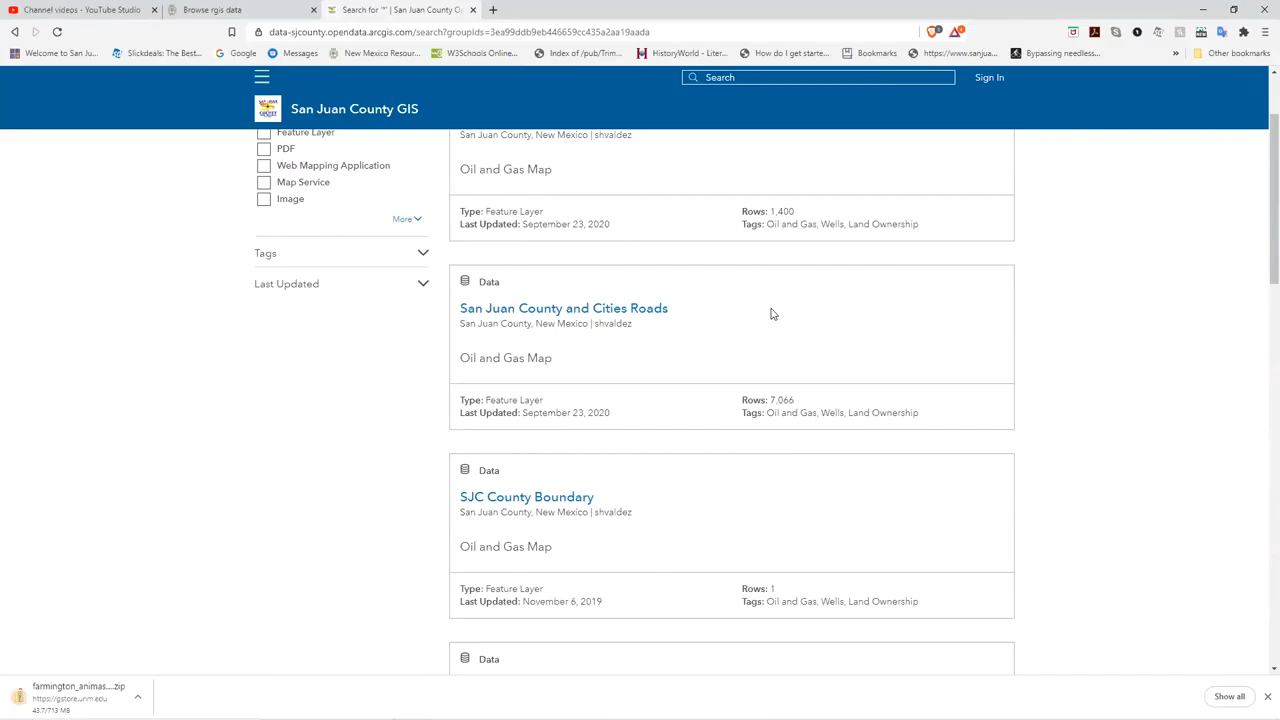 Channel videos - YouTube Studio
Browse rgis data
Search for "*" | San Juan County O...
data-sjcounty.opendata.arcgis.com/search?groupIds=3ea99ddb9eb446659cc435a2aa19aada
Welcome to San Ju...
Slickdeals: The Best...
Google
Messages
New Mexico Resour...
W3Schools Online...
Index of /pub/Trim...
HistoryWorld - Liter...
How do I get starte...
Bookmarks
https://www.sanjua...
Bypassing needless...
»
Other bookmarks
Search
Sign In
San Juan County GIS
Feature Layer
PDF
Web Mapping Application
Map Service
Image
More
Tags
Last Updated
San Juan County, New Mexico | shvaldez
Oil and Gas Map
Type: Feature Layer
Rows: 1,400
Last Updated: September 23, 2020
Tags: Oil and Gas, Wells, Land Ownership
Data
San Juan County and Cities Roads
San Juan County, New Mexico | shvaldez
Oil and Gas Map
Type: Feature Layer
Rows: 7,066
Last Updated: September 23, 2020
Tags: Oil and Gas, Wells, Land Ownership
Data
SJC County Boundary
San Juan County, New Mexico | shvaldez
Oil and Gas Map
Type: Feature Layer
Rows: 1
Last Updated: November 6, 2019
Tags: Oil and Gas, Wells, Land Ownership
Data
farmington_animas....zip
https://gstore.unm.edu
43.7/713 MB
Show all